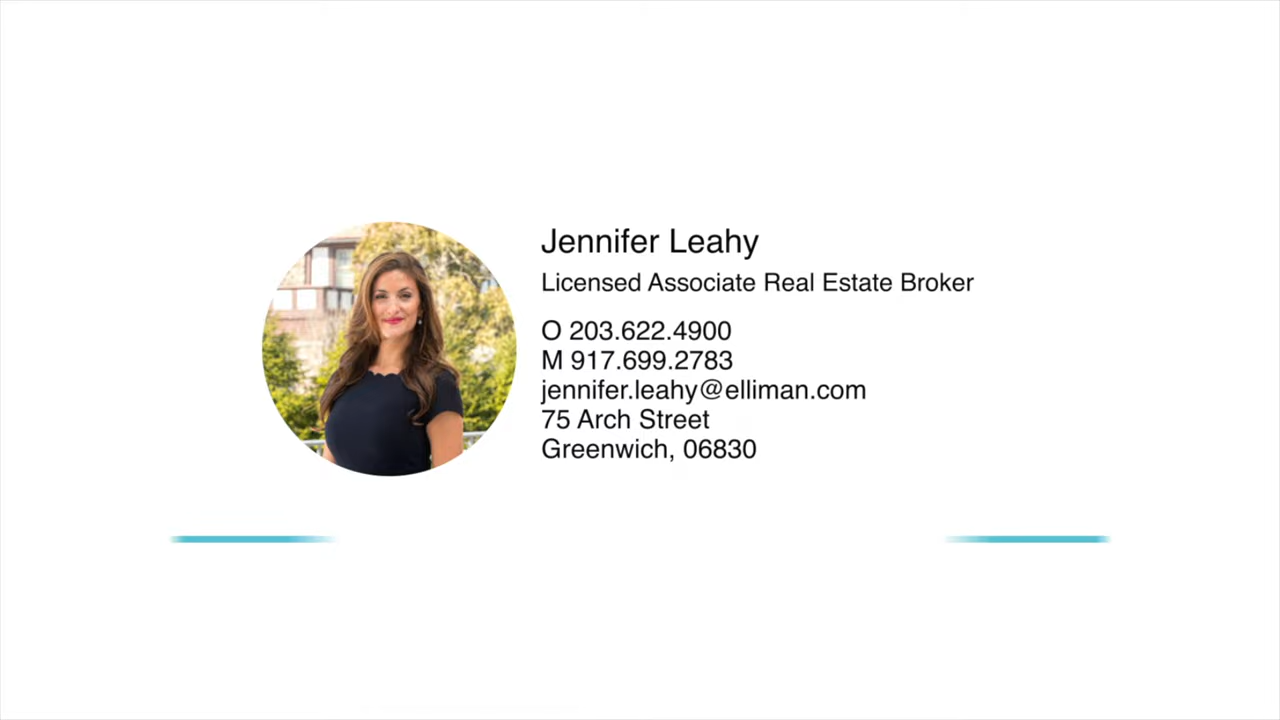 Jennifer Leahy
Licensed Associate Real Estate Broker
O 203.622.4900
M 917.699.2783
jennifer.leahy@elliman.com
75 Arch Street
Greenwich, 06830